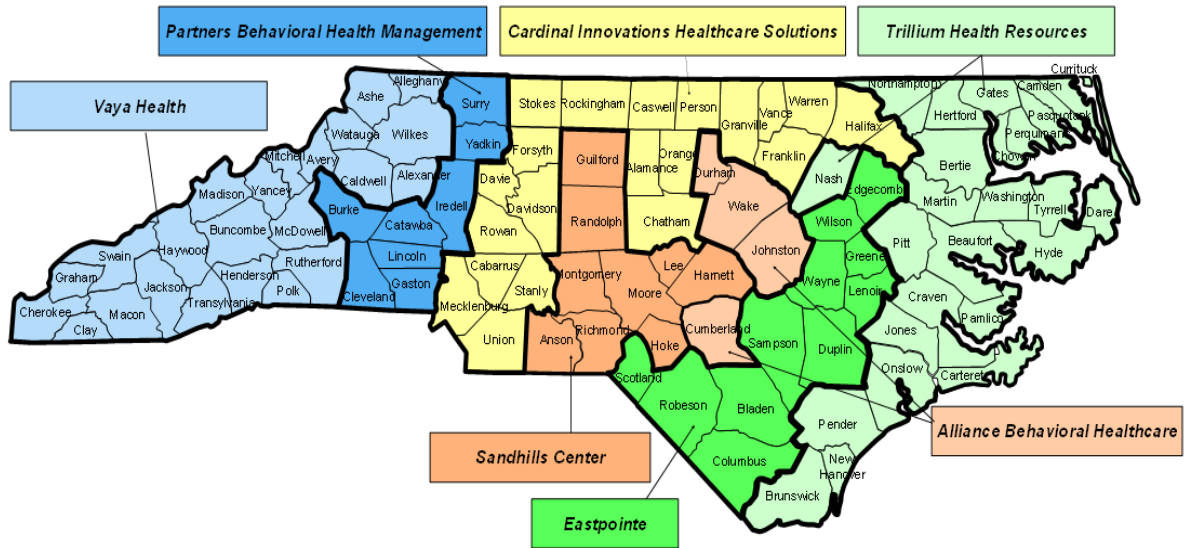 Partners Behavioral Health Management
Cardinal Innovations Healthcare Solutions
Trillium Health Resources
Vaya Health
Currituck
Alleghany
Northampton
Camden
Ashe
Surry
Stokes
Rockingham
Caswell
Person
Warren
Vance
Gates
Pasquotank
Hertford
Granville
Halifax
Perquimans
Watauga
Wilkes
Yadkin
Forsyth
Guilford
Orange
Alamance
Durham
Franklin
Chowan
Mitchell
Avery
Bertie
Caldwell
Alexander
Davie
Nash
Edgecomb
Madison
Yancey
Iredell
Davidson
Randolph
Chatham
Wake
Martin
Washington
Tyrrell
Dare
Burke
Catawba
Rowan
Wilson
Buncombe
McDowell
Johnston
Pitt
Beaufort
Hyde
Swain
Haywood
Rutherford
Lincoln
Cabarrus
Montgomery
Lee
Harnett
Greene
Graham
Jackson
Henderson
Polk
Cleveland
Gaston
Stanly
Moore
Wayne
Lenoir
Craven
Pamlico
Cherokee
Macon
Transylvania
Mecklenburg
Clay
Union
Anson
Richmond
Hoke
Cumberland
Sampson
Duplin
Jones
Onslow
Carteret
Scotland
Robeson
Bladen
Pender
Alliance Behavioral Healthcare
Sandhills Center
Columbus
New
Hanover
Brunswick
Eastpointe